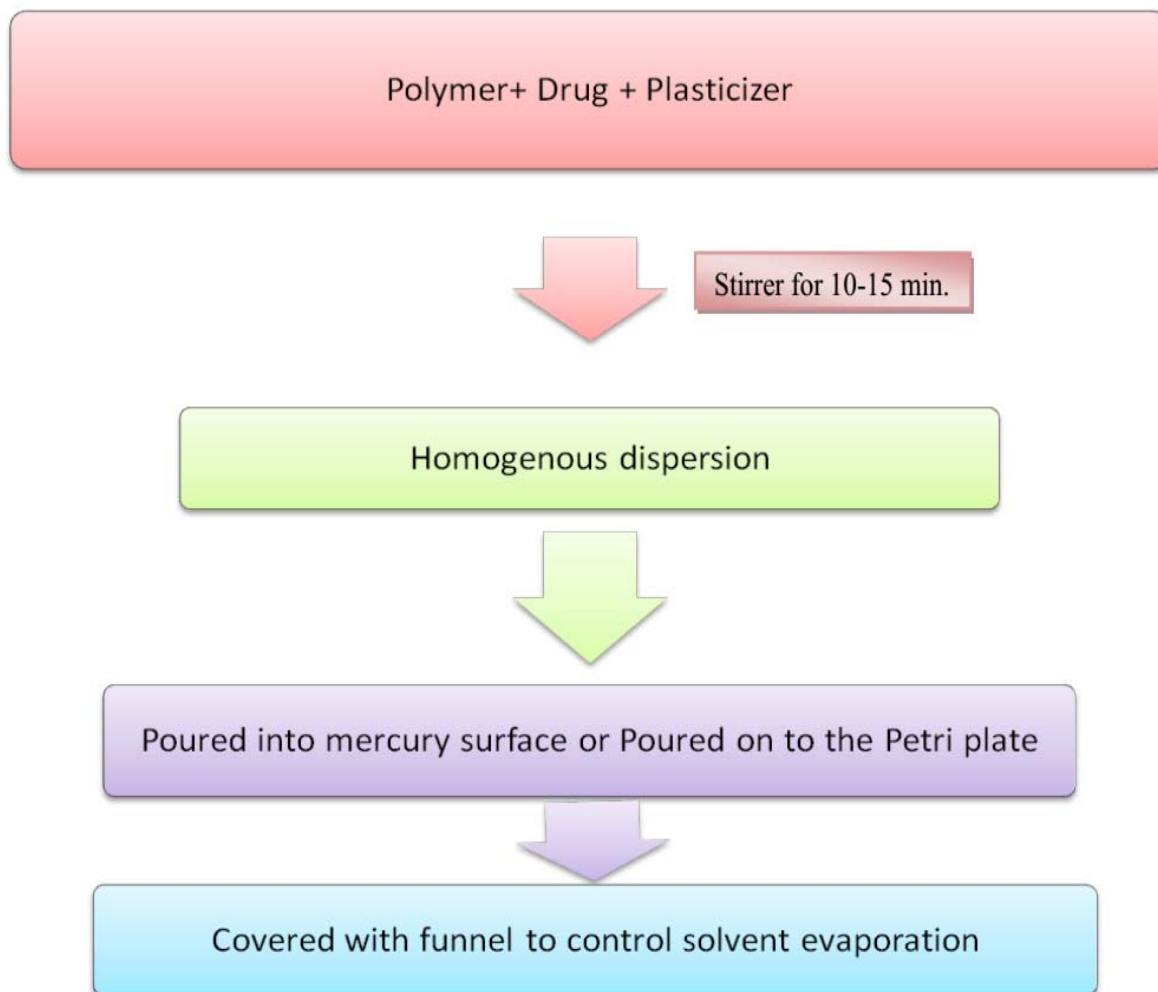 Polymer+ Drug + Plasticizer
Stirrer for 10-15 min.
Homogenous dispersion
Poured into mercury surface or Poured on to the Petri plate
Covered with funnel to control solvent evaporation